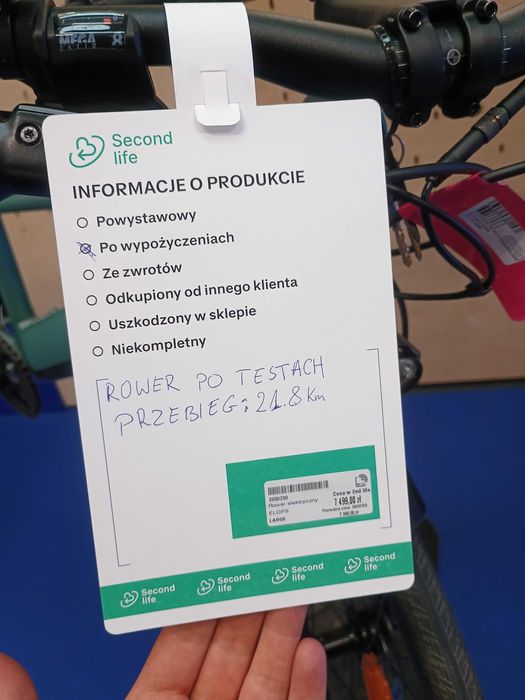 MEGA
8
Second
life
INFORMACJE O PRODUKCIE
Powystawowy
Po wypożyczeniach
Ze zwrotów
Odkupiony od innego klienta
Uszkodzony w sklepie
Niekompletny
ROWER PO TESTACH
PRZEBIEG: 21.8 Km
Cena w 2nd life
7 499,00 zł
Rower elektryczny
ELOPS
LARGE
Second life
Second life
Second life
Second life